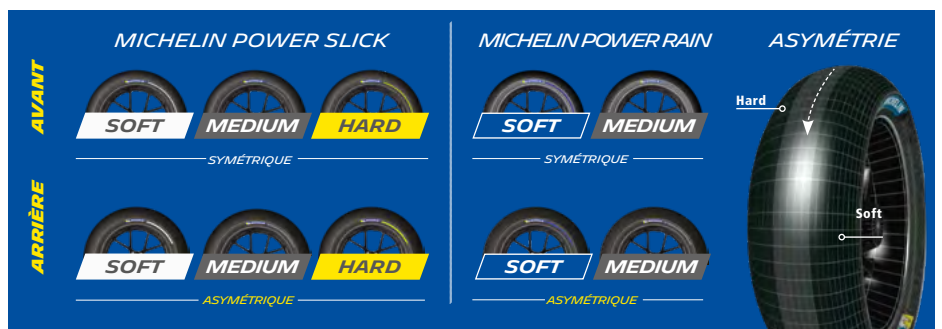 MICHELIN POWER SLICK
MICHELIN POWER RAIN
ASYMÉTRIE
AVANT
SOFT
MEDIUM
HARD
SYMÉTRIQUE
SOFT
MEDIUM
SYMÉTRIQUE
ARRIÈRE
SOFT
MEDIUM
HARD
ASYMÉTRIQUE
SOFT
MEDIUM
ASYMÉTRIQUE
Hard
Soft